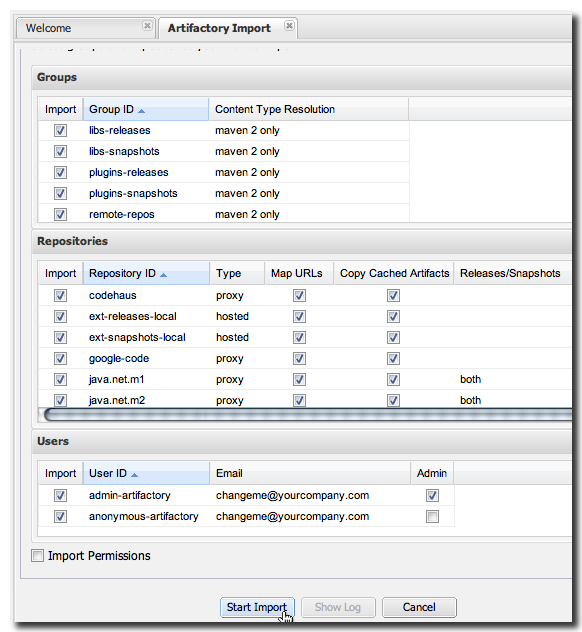 Welcome
Artifactory Import
Groups
Import Group ID Content Type Resolution
libs-releases maven 2 only
libs-snapshots maven 2 only
plugins-releases maven 2 only
plugins-snapshots maven 2 only
remote-repos maven 2 only
Repositories
Import Repository ID Type Map URLs Copy Cached Artifacts Releases/Snapshots
codehaus proxy
ext-releases-local hosted
ext-snapshots-local hosted
google-code proxy
java.net.m1 proxy both
java.net.m2 proxy both
Users
Import User ID Email Admin
admin-artifactory changeme@yourcompany.com
anonymous-artifactory changeme@yourcompany.com
Import Permissions
Start Import Show Log Cancel